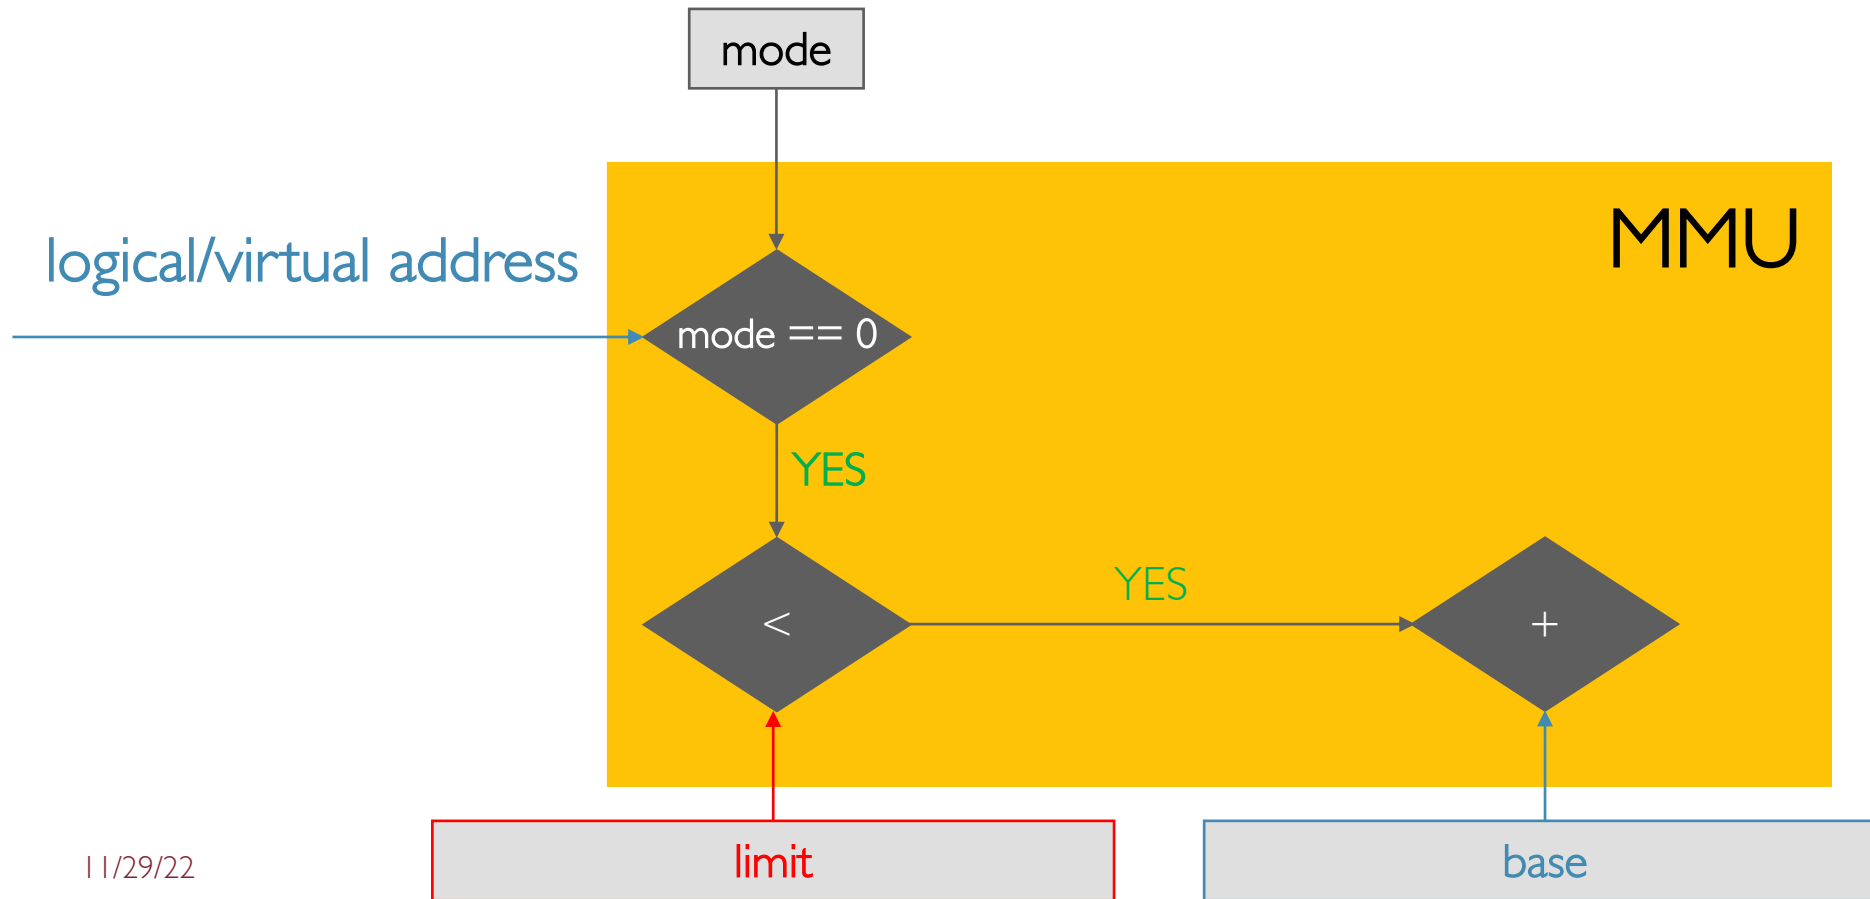 mode
MMU
logical/virtual address
mode == 0
YES
YES
<
+
limit
base
11/29/22